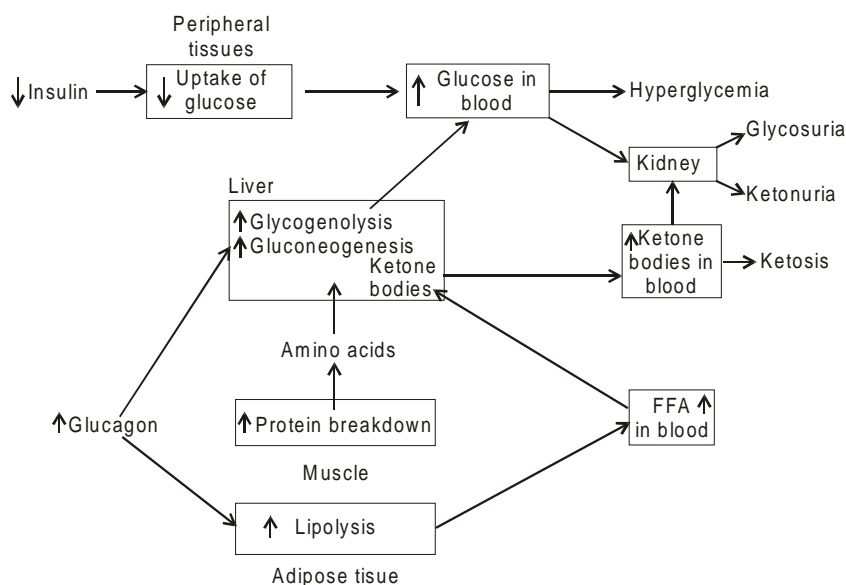 Peripheral
tissues
↓ Insulin
↓ Uptake of
glucose
↑ Glucose in
blood
Hyperglycemia
Glycosuria
Kidney
Ketonuria
Liver
↑ Glycogenolysis
↑ Gluconeogenesis
Ketone
bodies
↑ Ketone
bodies in
blood
Ketosis
Amino acids
↑ Glucagon
↑ Protein breakdown
FFA ↑
in blood
Muscle
↑ Lipolysis
Adipose tisue